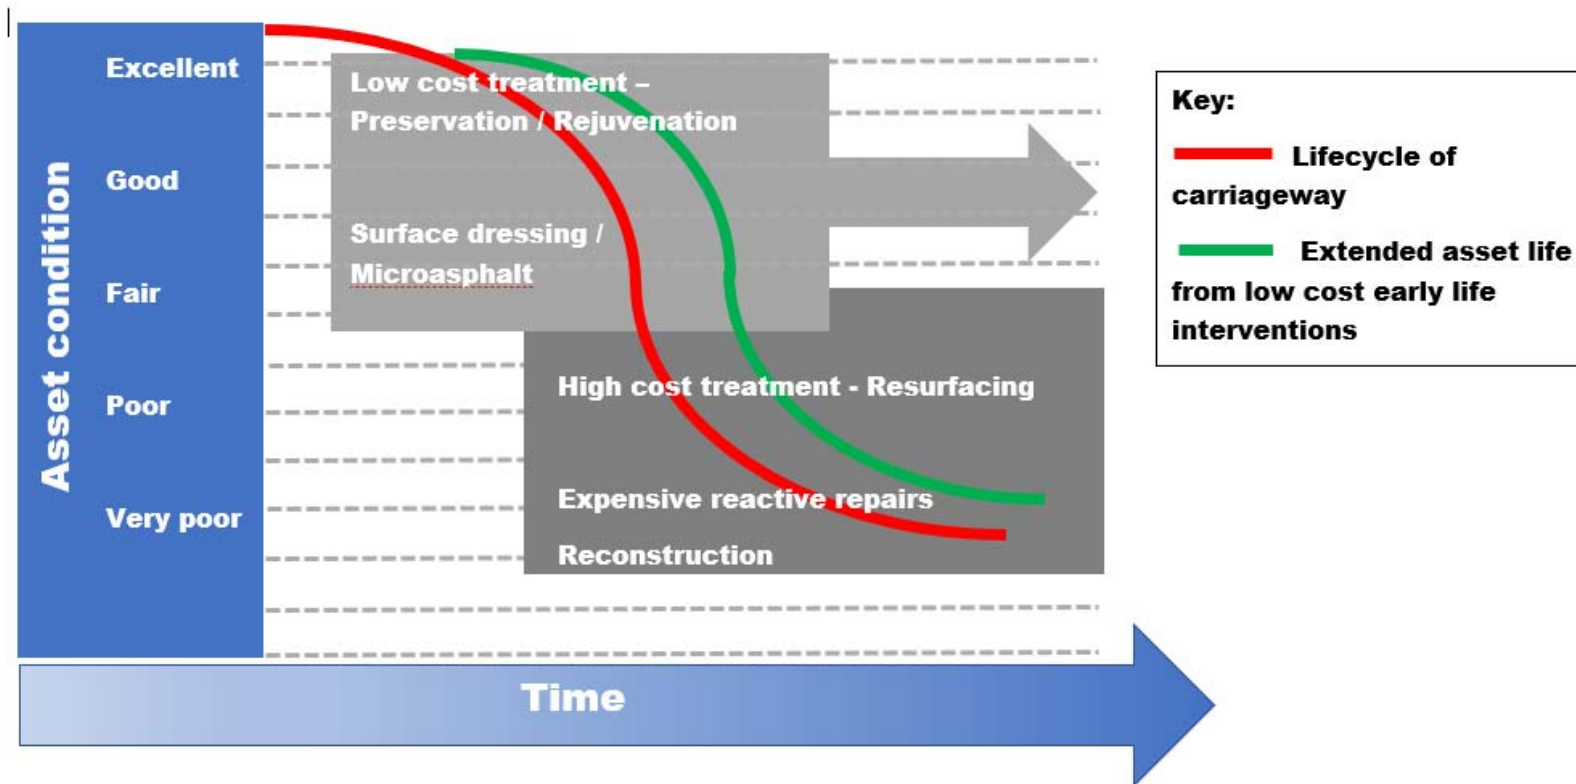 Asset condition
Excellent
Good
Fair
Poor
Very poor
Low cost treatment –
Preservation / Rejuvenation
Surface dressing /
Microasphalt
High cost treatment - Resurfacing
Expensive reactive repairs
Reconstruction
Time
Key:
Lifecycle of
carriageway
Extended asset life
from low cost early life
interventions